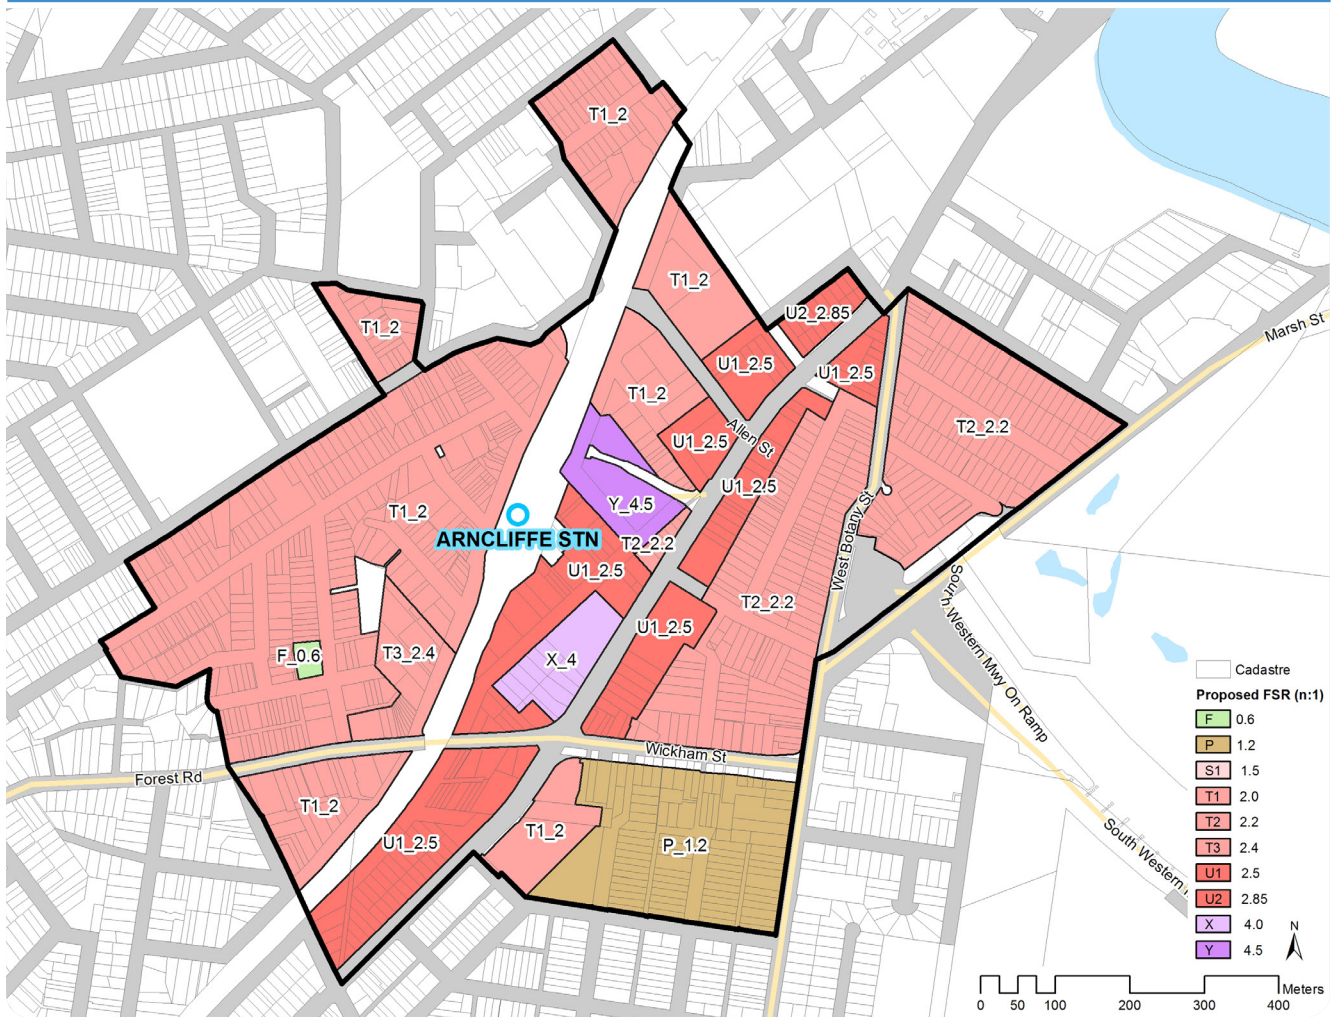 T1_2
T1_2
U2_2.85
T1_2
Marsh St
U1_2.5
U1_2.5
T1_2
T2_2.2
Allen St
U1_2.5
U1_2.5
Y_4.5
T1_2
ARNCLIFFE STN
T2_2.2
U1_2.5
West Botany St
T2_2.2
South Western Mwy On Ramp
U1_2.5
F_0.6
T3_2.4
X_4
Wickham St
Forest Rd
T1_2
U1_2.5
T1_2
P_1.2
South Western
Cadastre
Proposed FSR (n:1)
F 0.6
P 1.2
S1 1.5
T1 2.0
T2 2.2
T3 2.4
U1 2.5
U2 2.85
X 4.0
Y 4.5
N
Meters
0 50 100 200 300 400